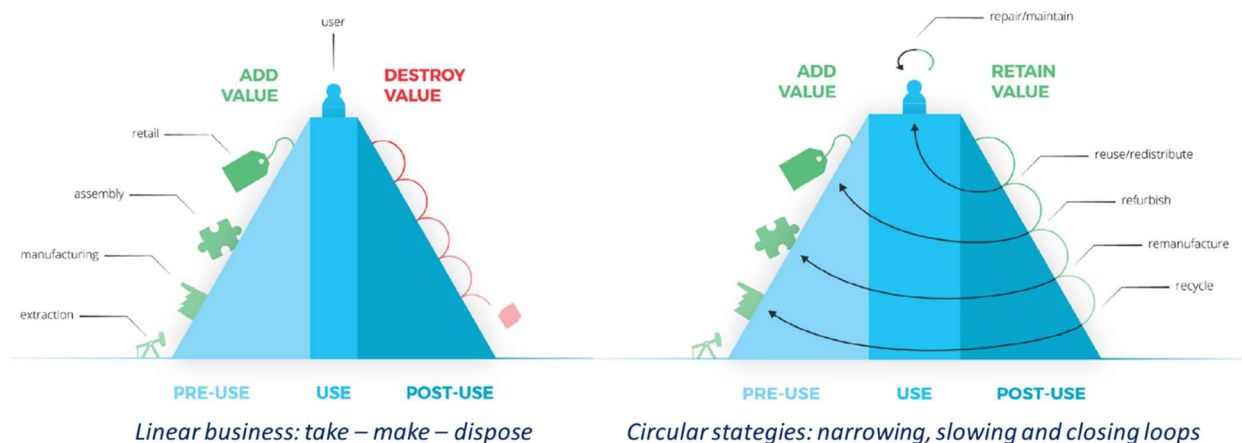 user
ADD
VALUE
DESTROY
VALUE
retail
assembly
manufacturing
extraction
PRE-USE
USE
POST-USE
Linear business: take – make – dispose
repair/maintain
ADD
VALUE
RETAIN
VALUE
reuse/redistribute
refurbish
remanufacture
recycle
PRE-USE
USE
POST-USE
Circular stategies: narrowing, slowing and closing loops